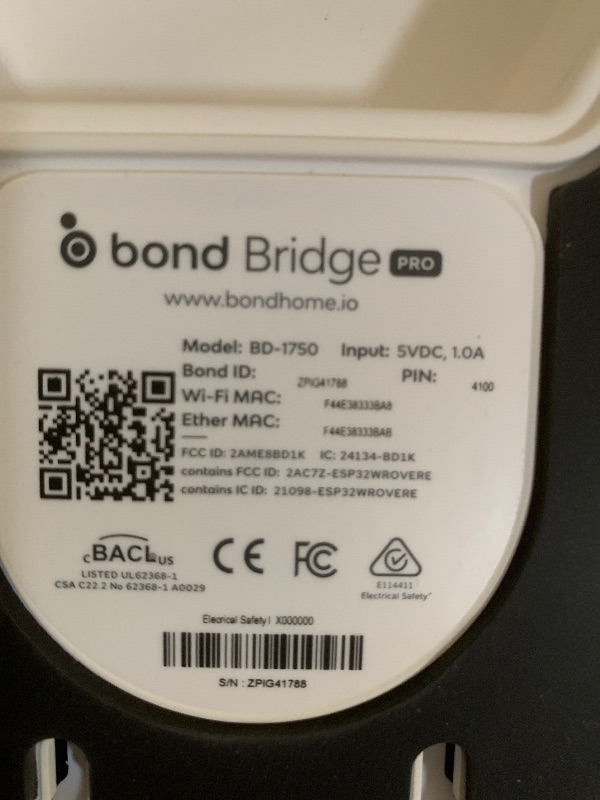 bond Bridge PRO
www.bondhome.io
Model: BD-1750 Input: 5VDC, 1.0A
Bond ID: ZPIG41788 PIN: 4100
Wi-Fi MAC: F44E38333BA8
Ether MAC: F44E38333BAB
FCC ID: 2AME8BD1K IC: 24134-BD1K
contains FCC ID: 2AC7Z-ESP32WROVERE
contains IC ID: 21098-ESP32WROVERE
cBACLus
LISTED UL62368-1
CSA C22.2 No 62368-1 A0029
CE FC
E114411
Electrical Safety
Elecrical Safety I X000000
S/N : ZPIG41788